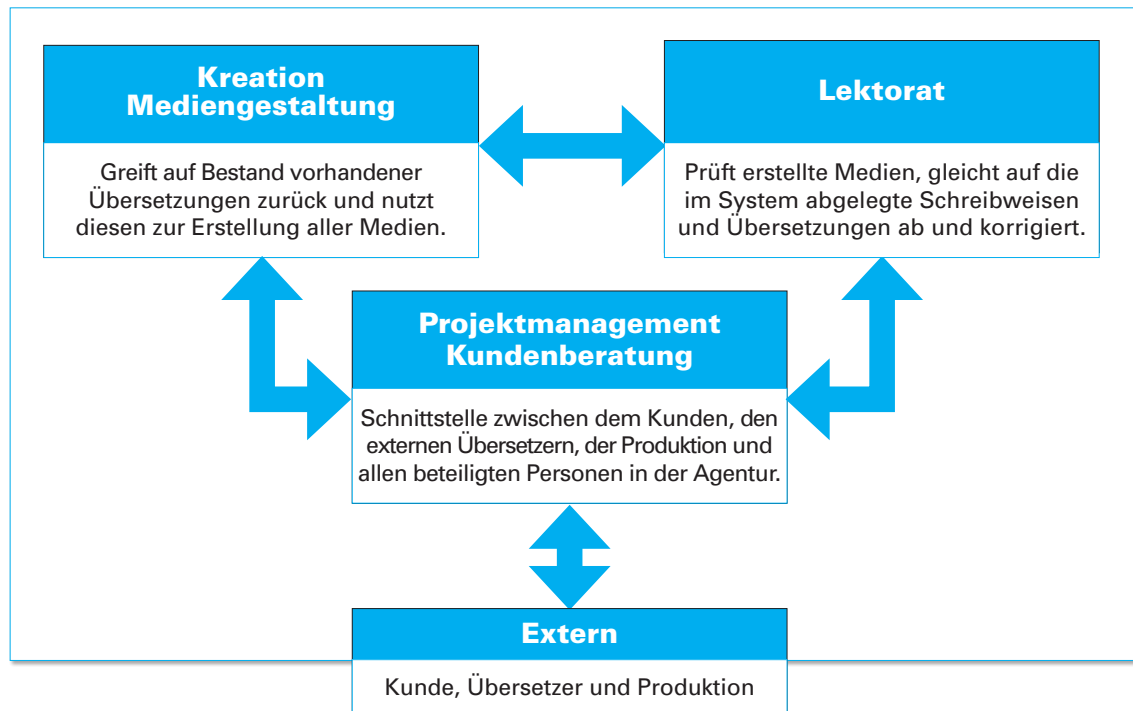 Kreation
Mediengestaltung
Greift auf Bestand vorhandener
Übersetzungen zurück und nutzt
diesen zur Erstellung aller Medien.
Lektorat
Prüft erstellte Medien, gleicht auf die
im System abgelegte Schreibweisen
und Übersetzungen ab und korrigiert.
Projektmanagement
Kundenberatung
Schnittstelle zwischen dem Kunden, den
externen Übersetzern, der Produktion und
allen beteiligten Personen in der Agentur.
Extern
Kunde, Übersetzer und Produktion